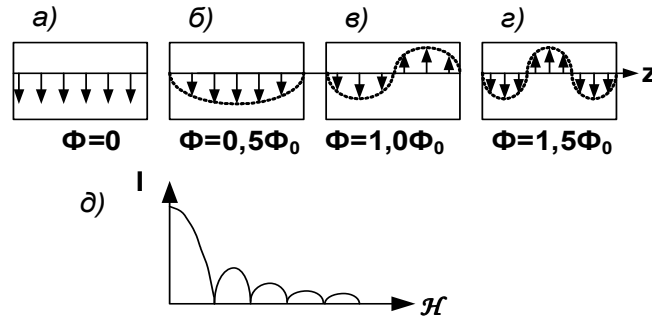 а) б) в) г)
z
Φ=0 Φ=0,5Φ₀ Φ=1,0Φ₀ Φ=1,5Φ₀
I
д)
ℋ